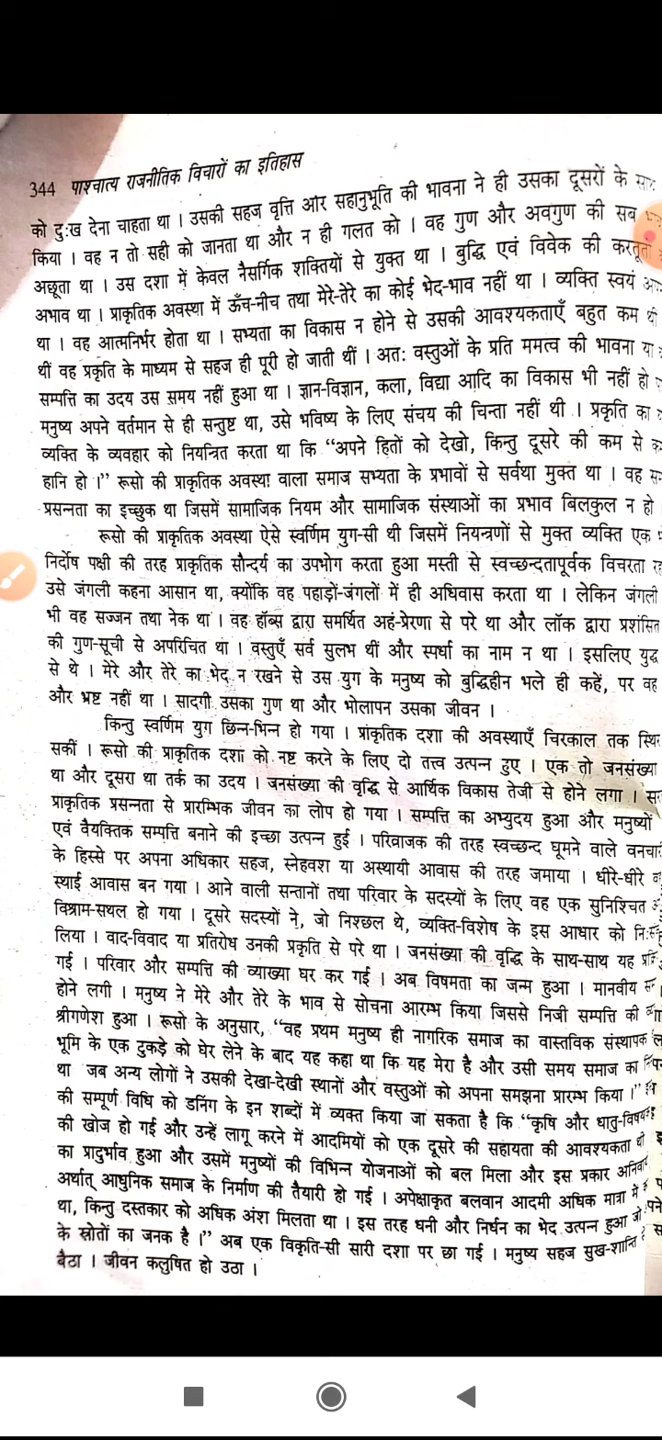 344 पाश्चात्य राजनीतिक विचारों का इतिहास
को दुःख देना चाहता था । उसकी सहज वृत्ति और सहानुभूति की भावना ने ही उसका दूसरों के
किया । वह न तो सही को जानता था और न ही गलत को । वह गुण और अवगुण की सब
अछूता था । उस दशा में केवल नैसर्गिक शक्तियों से युक्त था । बुद्धि एवं विवेक की करतूतों
अभाव था । प्राकृतिक अवस्था में ऊँच-नीच तथा मेरे-तेरे का कोई भेद-भाव नहीं था । व्यक्ति स्वयं
था । वह आत्मनिर्भर होता था । सभ्यता का विकास न होने से उसकी आवश्यकताएँ बहुत कम थी
थीं वह प्रकृति के माध्यम से सहज ही पूरी हो जाती थीं । अतः वस्तुओं के प्रति ममत्व की भावना या
सम्पत्ति का उदय उस समय नहीं हुआ था । ज्ञान-विज्ञान, कला, विद्या आदि का विकास भी नहीं हो
मनुष्य अपने वर्तमान से ही सन्तुष्ट था, उसे भविष्य के लिए संचय की चिन्ता नहीं थी । प्रकृति का
व्यक्ति के व्यवहार को नियन्त्रित करता था कि “अपने हितों को देखो, किन्तु दूसरे की कम से
हानि हो ।” रूसो की प्राकृतिक अवस्था वाला समाज सभ्यता के प्रभावों से सर्वथा मुक्त था । वह
प्रसन्नता का इच्छुक था जिसमें सामाजिक नियम और सामाजिक संस्थाओं का प्रभाव बिलकुल न हो
रूसो की प्राकृतिक अवस्था ऐसे स्वर्णिम युग-सी थी जिसमें नियन्त्रणों से मुक्त व्यक्ति एक
निर्दोष पक्षी की तरह प्राकृतिक सौन्दर्य का उपभोग करता हुआ मस्ती से स्वच्छन्दतापूर्वक विचरता
उसे जंगली कहना आसान था, क्योंकि वह पहाड़ों-जंगलों में ही अधिवास करता था । लेकिन जंगली
भी वह सज्जन तथा नेक था । वह हॉब्स द्वारा समर्थित अहं-प्रेरणा से परे था और लॉक द्वारा प्रशंसित
की गुण-सूची से अपरिचित था । वस्तुएँ सर्व सुलभ थीं और स्पर्धा का नाम न था । इसलिए युद्ध
से थे । मेरे और तेरे का भेद न रखने से उस युग के मनुष्य को बुद्धिहीन भले ही कहें, पर वह
और भ्रष्ट नहीं था । सादगी उसका गुण था और भोलापन उसका जीवन ।
किन्तु स्वर्णिम युग छिन्न-भिन्न हो गया । प्राकृतिक दशा की अवस्थाएँ चिरकाल तक
सकीं । रूसो की प्राकृतिक दशा को नष्ट करने के लिए दो तत्त्व उत्पन्न हुए । एक तो जनसंख्या
था और दूसरा था तर्क का उदय । जनसंख्या की वृद्धि से आर्थिक विकास तेजी से होने लगा ।
प्राकृतिक प्रसन्नता से प्रारम्भिक जीवन का लोप हो गया । सम्पत्ति का अभ्युदय हुआ और मनुष्यों
एवं वैयक्तिक सम्पत्ति बनाने की इच्छा उत्पन्न हुई । परिव्राजक की तरह स्वच्छन्द घूमने वाले
के हिस्से पर अपना अधिकार सहज, स्नेहवश या अस्थायी आवास की तरह जमाया । धीरे-धीरे
स्थाई आवास बन गया । आने वाली सन्तानों तथा परिवार के सदस्यों के लिए वह एक सुनिश्चित
विश्राम-सथल हो गया । दूसरे सदस्यों ने, जो निश्छल थे, व्यक्ति-विशेष के इस आधार को
लिया । वाद-विवाद या प्रतिरोध उनकी प्रकृति से परे था । जनसंख्या की वृद्धि के साथ-साथ यह
गई । परिवार और सम्पत्ति की व्याख्या घर कर गई । अब विषमता का जन्म हुआ । मानवीय
होने लगी । मनुष्य ने मेरे और तेरे के भाव से सोचना आरम्भ किया जिससे निजी सम्पत्ति की
श्रीगणेश हुआ । रूसो के अनुसार, “वह प्रथम मनुष्य ही नागरिक समाज का वास्तविक संस्थापक
भूमि के एक टुकड़े को घेर लेने के बाद यह कहा था कि यह मेरा है और उसी समय समाज का
था जब अन्य लोगों ने उसकी देखा-देखी स्थानों और वस्तुओं को अपना समझना प्रारम्भ किया ।”
की सम्पूर्ण विधि को डनिंग के इन शब्दों में व्यक्त किया जा सकता है कि “कृषि और
की खोज हो गई और उन्हें लागू करने में आदमियों को एक दूसरे की सहायता की आवश्यकता थी
का प्रादुर्भाव हुआ और उसमें मनुष्यों की विभिन्न योजनाओं को बल मिला और इस प्रकार
अर्थात् आधुनिक समाज के निर्माण की तैयारी हो गई । अपेक्षाकृत बलवान आदमी अधिक मात्रा में
था, किन्तु दस्तकार को अधिक अंश मिलता था । इस तरह धनी और निर्धन का भेद उत्पन्न हुआ जो
के स्रोतों का जनक है ।” अब एक विकृति-सी सारी दशा पर छा गई । मनुष्य सहज सुख-शान्ति
बैठा । जीवन कलुषित हो उठा ।